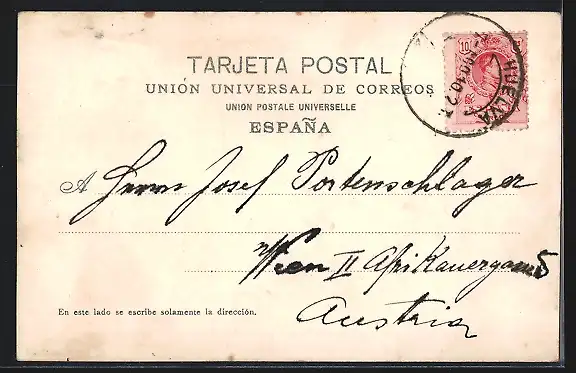 TARJETA POSTAL
UNIÓN UNIVERSAL DE CORREOS
UNION POSTALE UNIVERSELLE
ESPAÑA
10
HUELVA
A Herrn Josef Portenschlager
Wien II Afrikanergasse 5
Austria
En este lado se escribe solamente la dirección.